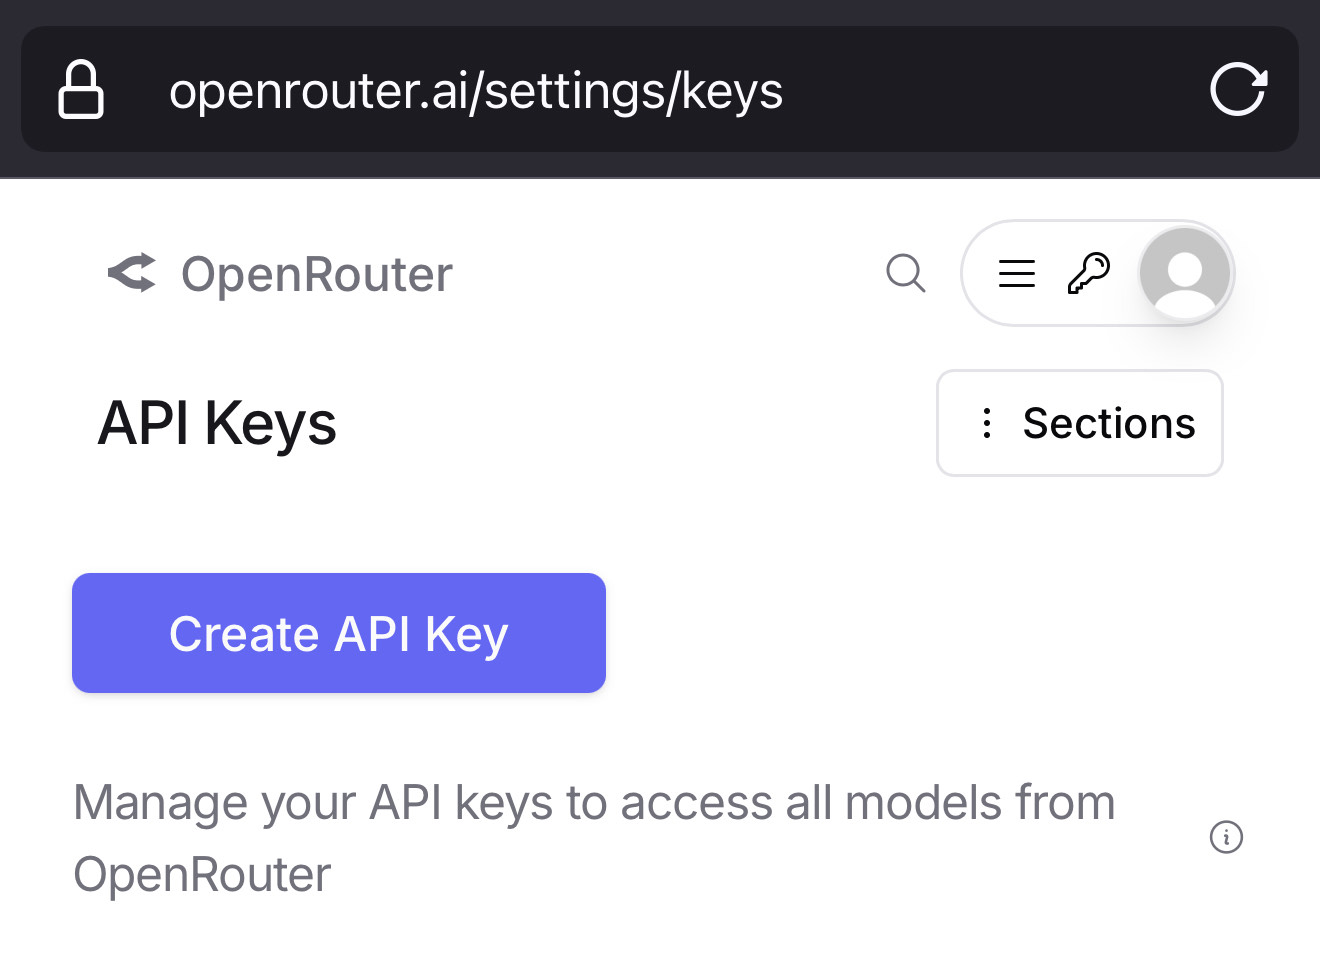 openrouter.ai/settings/keys
OpenRouter
API Keys
Sections
Create API Key
Manage your API keys to access all models from
OpenRouter